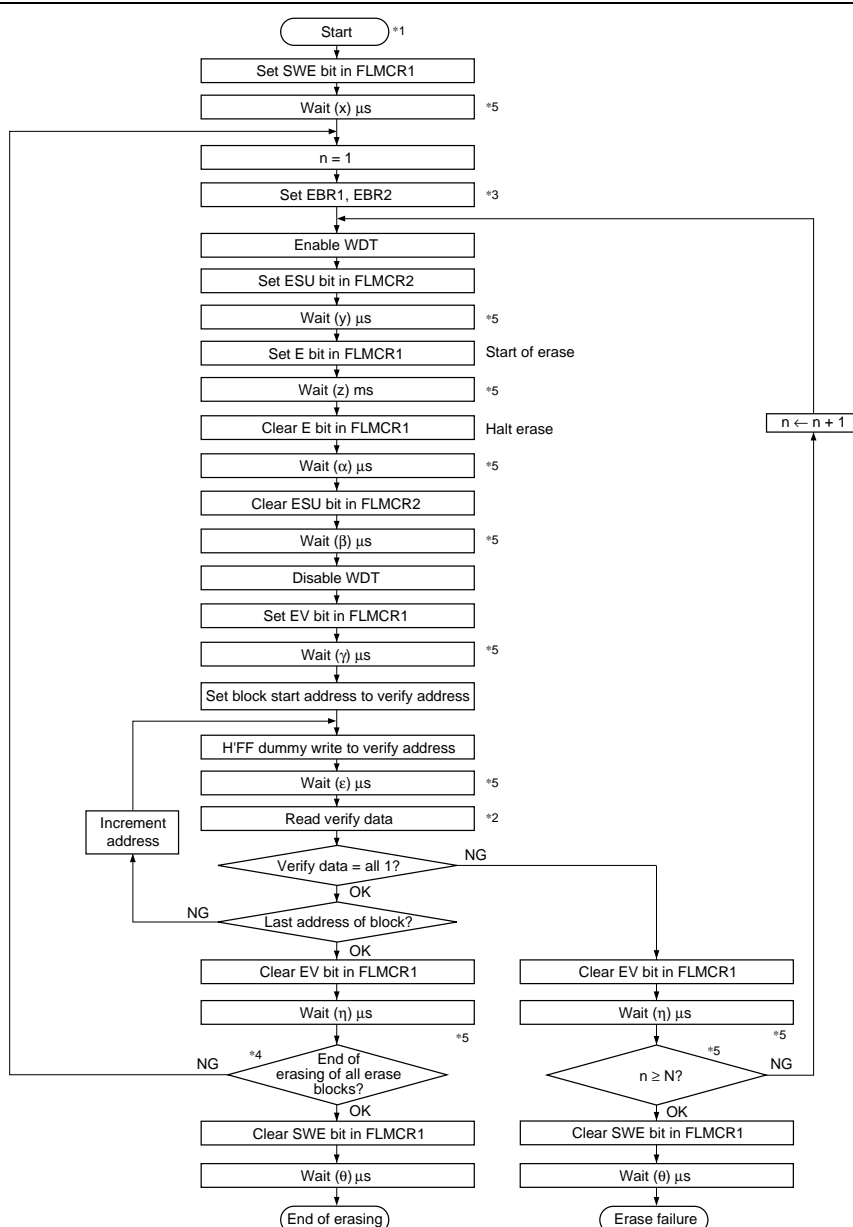 Start *1
Set SWE bit in FLMCR1
Wait (x) μs *5
n = 1
Set EBR1, EBR2 *3
Enable WDT
Set ESU bit in FLMCR2
Wait (y) μs *5
Set E bit in FLMCR1 Start of erase
Wait (z) ms *5
n ← n + 1
Clear E bit in FLMCR1 Halt erase
Wait (α) μs *5
Clear ESU bit in FLMCR2
Wait (β) μs *5
Disable WDT
Set EV bit in FLMCR1
Wait (γ) μs *5
Set block start address to verify address
H'FF dummy write to verify address
Wait (ε) μs *5
Increment
address
Read verify data *2
Verify data = all 1? NG
OK
NG Last address of block?
OK
Clear EV bit in FLMCR1 Clear EV bit in FLMCR1
Wait (η) μs Wait (η) μs
*5 *5
NG *4 End of
erasing of all erase
blocks?
*5 n ≥ N? NG
OK OK
Clear SWE bit in FLMCR1 Clear SWE bit in FLMCR1
Wait (θ) μs Wait (θ) μs
End of erasing Erase failure